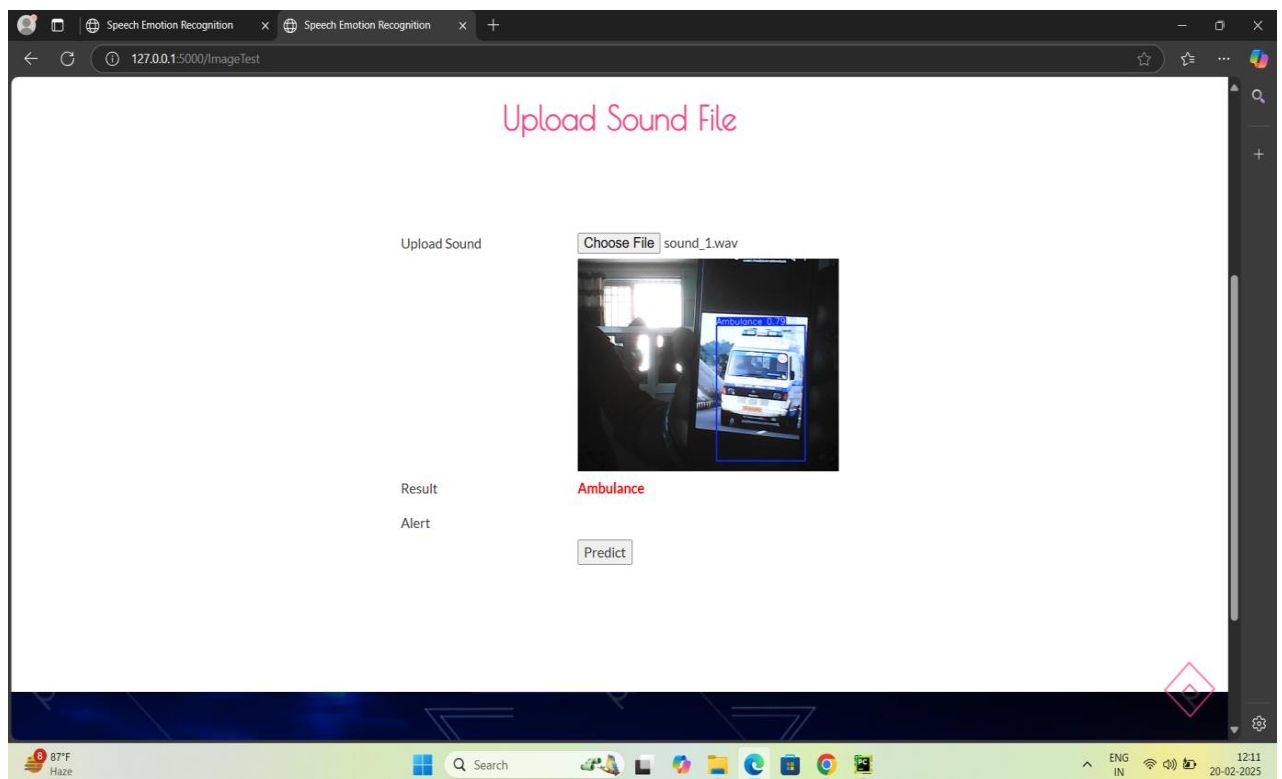 Speech Emotion Recognition
Speech Emotion Recognition
127.0.0.1:5000/ImageTest
Upload Sound File
Upload Sound
Choose File sound_1.wav
Ambulance 0.79
Result
Ambulance
Alert
Predict
8
87°F
Haze
Search
PC
ENG
IN
12:11
20-02-2025